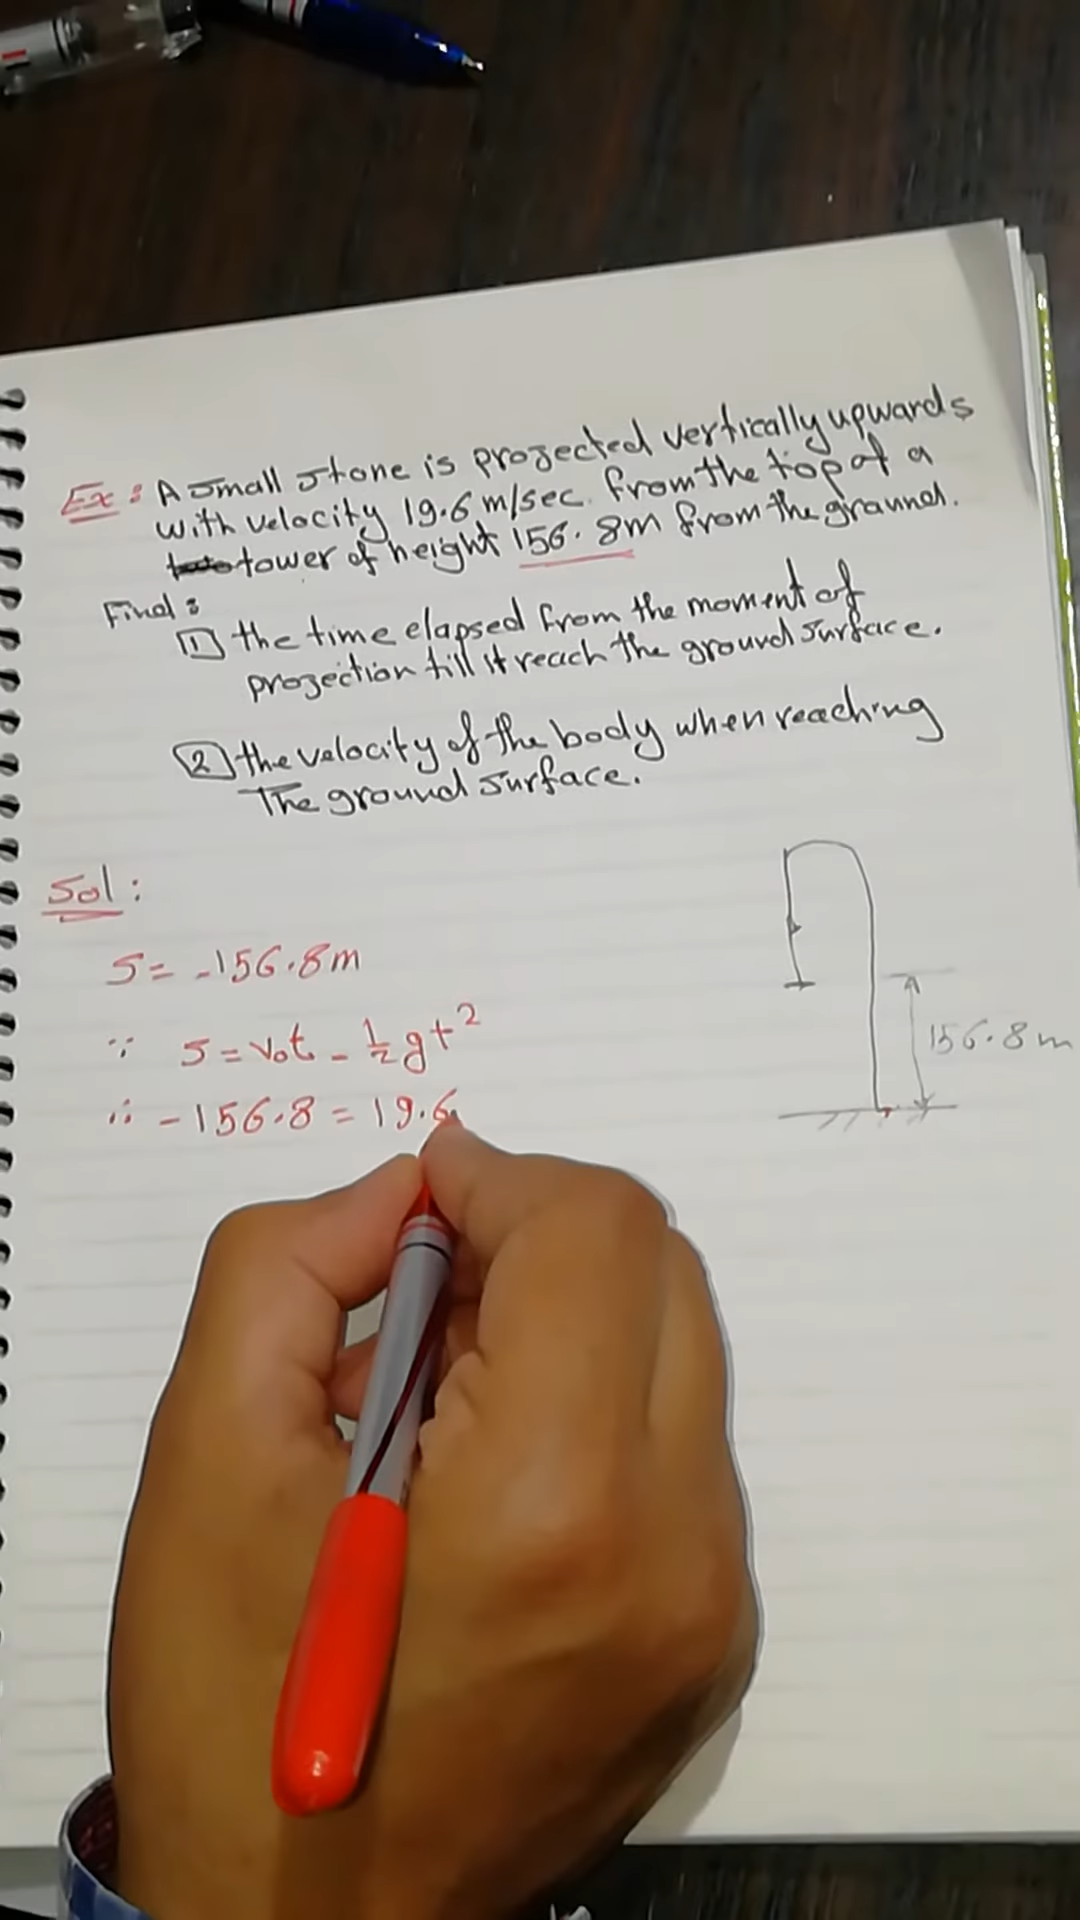 Ex: A small stone is projected vertically upwards
with velocity 19.6 m/sec. from the top of a
tower of height 156.8m from the ground.
Find:
(1) the time elapsed from the moment of
projection till it reach the ground surface.
(2) the velocity of the body when reaching
The ground surface.
Sol:
S = -156.8m
∵ S = V₀t - ½gt²
∴ -156.8 = 19.6
156.8m